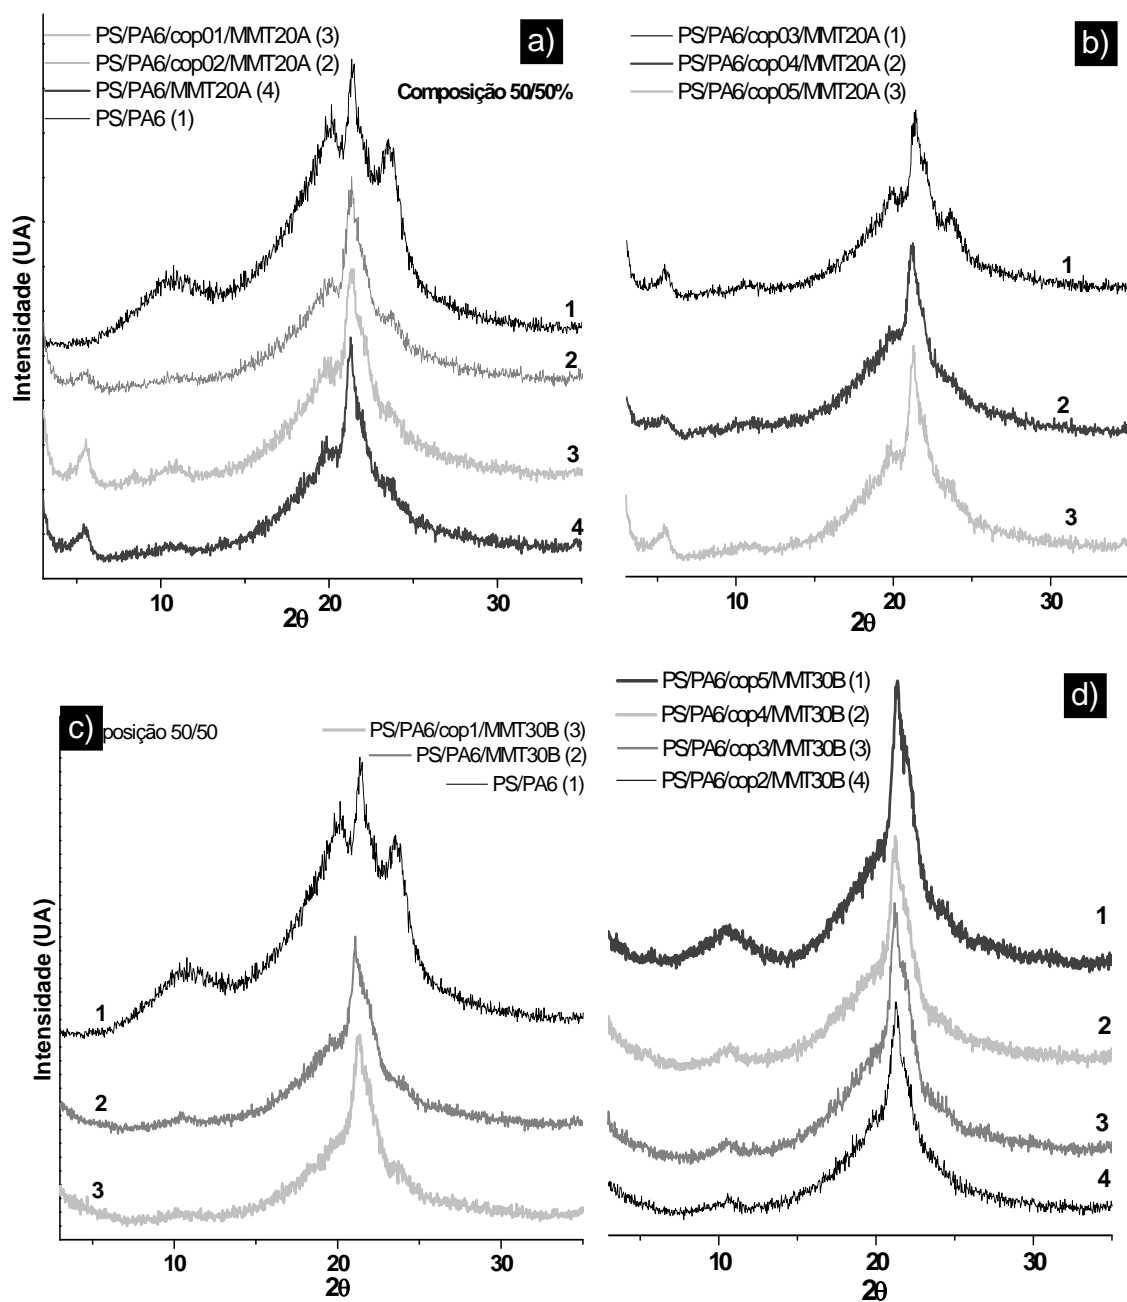 PS/PA6/cop01/MMT20A (3)
PS/PA6/cop02/MMT20A (2)
PS/PA6/MMT20A (4)
PS/PA6 (1)
a)
Composição 50/50%
Intensidade (UA)
1
2
3
4
10
20
30
2θ
PS/PA6/cop03/MMT20A (1)
PS/PA6/cop04/MMT20A (2)
PS/PA6/cop05/MMT20A (3)
b)
1
2
3
10
20
30
2θ
c)
posição 50/50
PS/PA6/cop1/MMT30B (3)
PS/PA6/MMT30B (2)
PS/PA6 (1)
Intensidade (UA)
1
2
3
10
20
30
2θ
PS/PA6/cop5/MMT30B (1)
PS/PA6/cop4/MMT30B (2)
PS/PA6/cop3/MMT30B (3)
PS/PA6/cop2/MMT30B (4)
d)
1
2
3
4
10
20
30
2θ